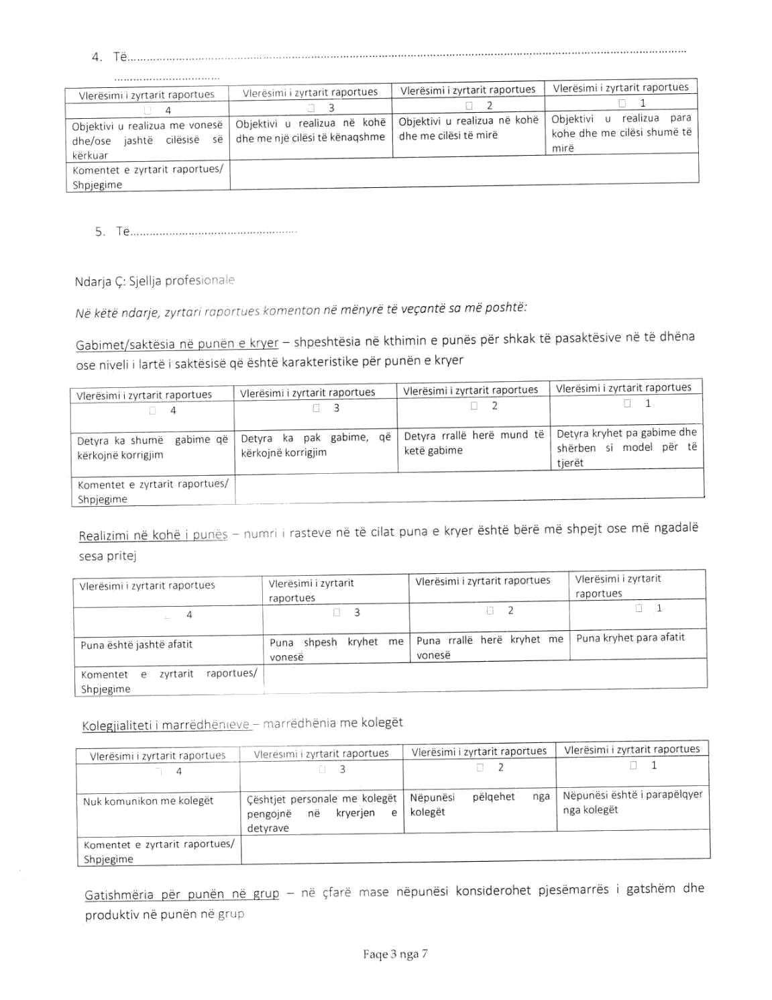 4. Të..........................................................................................................................................................................
................................
Vlerësimi i zyrtarit raportues Vlerësimi i zyrtarit raportues Vlerësimi i zyrtarit raportues Vlerësimi i zyrtarit raportues
☐ 4 ☐ 3 ☐ 2 ☐ 1
Objektivi u realizua me vonesë Objektivi u realizua në kohë Objektivi u realizua në kohë Objektivi u realizua para
dhe/ose jashtë cilësisë së dhe me një cilësi të kënaqshme dhe me cilësi të mirë kohe dhe me cilësi shumë të
kërkuar mirë
Komentet e zyrtarit raportues/
Shpjegime
5. Të....................................................
Ndarja Ç: Sjellja profesionale
Në këtë ndarje, zyrtari raportues komenton në mënyrë të veçantë sa më poshtë:
Gabimet/saktësia në punën e kryer – shpeshtësia në kthimin e punës për shkak të pasaktësive në të dhëna
ose niveli i lartë i saktësisë që është karakteristike për punën e kryer
Vlerësimi i zyrtarit raportues Vlerësimi i zyrtarit raportues Vlerësimi i zyrtarit raportues Vlerësimi i zyrtarit raportues
☐ 4 ☐ 3 ☐ 2 ☐ 1
Detyra ka shumë gabime që Detyra ka pak gabime, që Detyra rrallë herë mund të Detyra kryhet pa gabime dhe
kërkojnë korrigjim kërkojnë korrigjim ketë gabime shërben si model për të
tjerët
Komentet e zyrtarit raportues/
Shpjegime
Realizimi në kohë i punës – numri i rasteve në të cilat puna e kryer është bërë më shpejt ose më ngadalë
sesa pritej
Vlerësimi i zyrtarit raportues Vlerësimi i zyrtarit Vlerësimi i zyrtarit raportues Vlerësimi i zyrtarit
raportues raportues
☐ 4 ☐ 3 ☐ 2 ☐ 1
Puna është jashtë afatit Puna shpesh kryhet me Puna rrallë herë kryhet me Puna kryhet para afatit
vonesë vonesë
Komentet e zyrtarit raportues/
Shpjegime
Kolegjialiteti i marrëdhënieve – marrëdhënia me kolegët
Vlerësimi i zyrtarit raportues Vlerësimi i zyrtarit raportues Vlerësimi i zyrtarit raportues Vlerësimi i zyrtarit raportues
☐ 4 ☐ 3 ☐ 2 ☐ 1
Nuk komunikon me kolegët Çështjet personale me kolegët Nëpunësi pëlqehet nga Nëpunësi është i parapëlqyer
pengojnë në kryerjen e kolegët nga kolegët
detyrave
Komentet e zyrtarit raportues/
Shpjegime
Gatishmëria për punën në grup – në çfarë mase nëpunësi konsiderohet pjesëmarrës i gatshëm dhe
produktiv në punën në grup
Faqe 3 nga 7